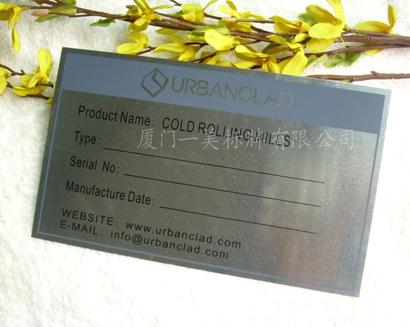 URBANCLAD
Product Name: COLD ROLLING MILLS
厦门一美标牌有限公司
Type:
Serial No:
Manufacture Date:
WEBSITE: www.urbanclad.com
E-MAIL: info@urbanclad.com